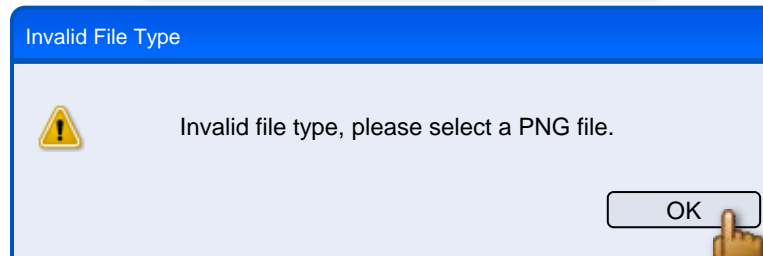 Invalid File Type
Invalid file type, please select a PNG file.
OK